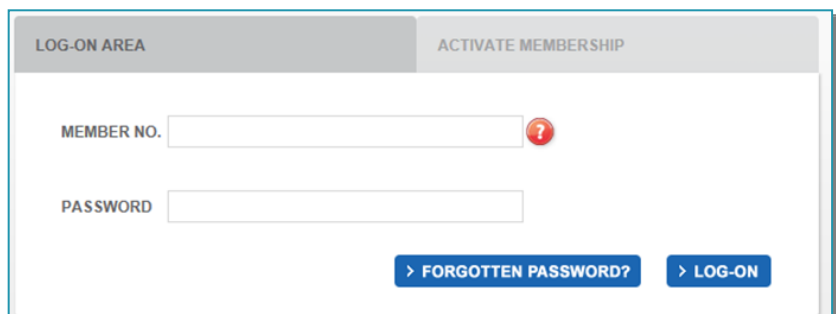 LOG-ON AREA
ACTIVATE MEMBERSHIP
MEMBER NO.
?
PASSWORD
> FORGOTTEN PASSWORD?
> LOG-ON